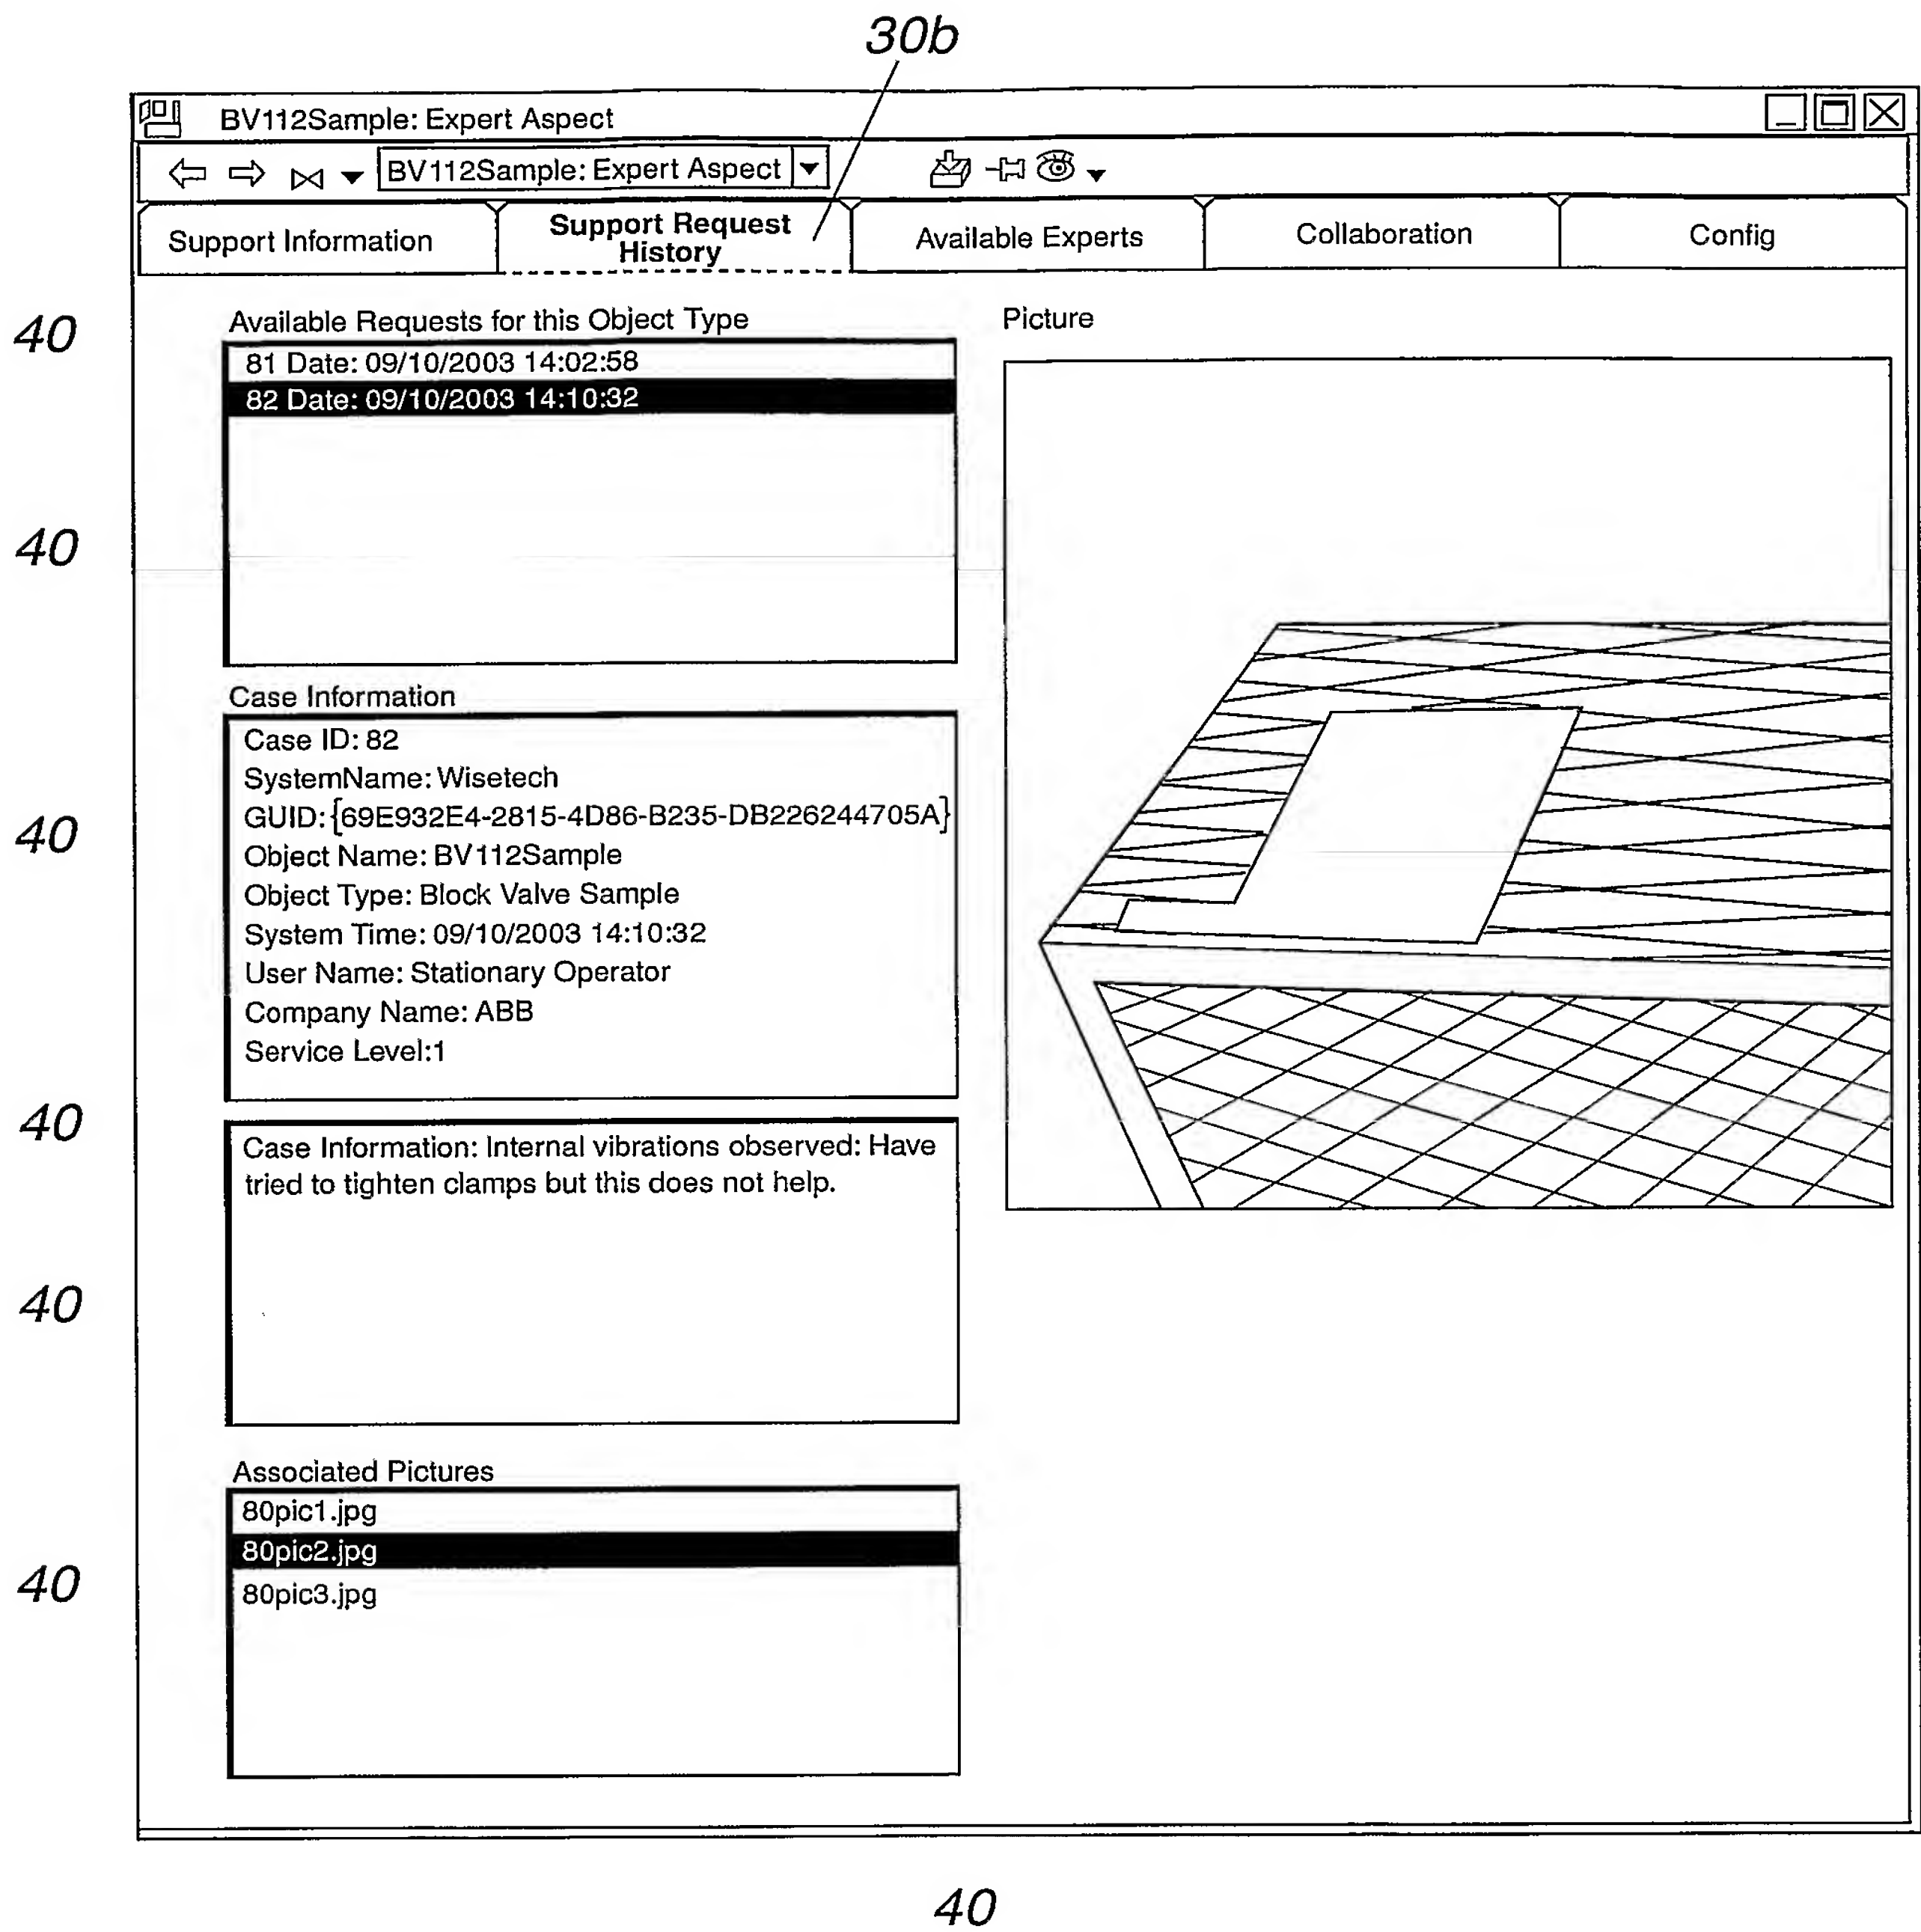 30b
BV112Sample: Expert Aspect
BV112Sample: Expert Aspect
Support Information
Support Request
History
Available Experts
Collaboration
Config
40
Available Requests for this Object Type
81 Date: 09/10/2003 14:02:58
82 Date: 09/10/2003 14:10:32
Picture
40
Case Information
Case ID: 82
SystemName: Wisetech
GUID: {69E932E4-2815-4D86-B235-DB226244705A}
40
Object Name: BV112Sample
Object Type: Block Valve Sample
System Time: 09/10/2003 14:10:32
User Name: Stationary Operator
Company Name: ABB
Service Level:1
40
Case Information: Internal vibrations observed: Have
tried to tighten clamps but this does not help.
40
Associated Pictures
80pic1.jpg
80pic2.jpg
80pic3.jpg
40
40